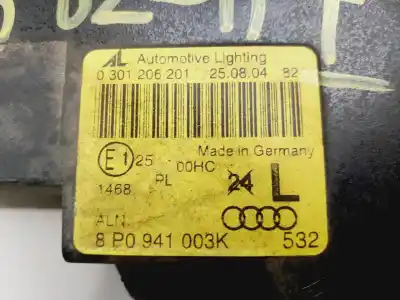 AL Automotive Lighting
0 301 206 201 25.08.04 82
Made in Germany
E1 25 00HC
1468 PL 24 L
ALN
8P0 941 003K 532